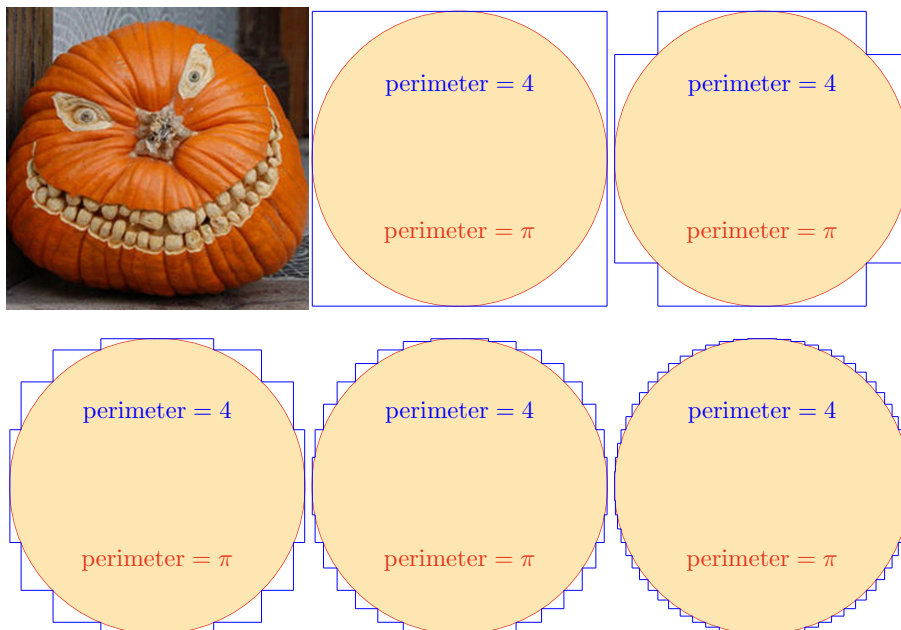 perimeter = 4
perimeter = π
perimeter = 4
perimeter = π
perimeter = 4
perimeter = π
perimeter = 4
perimeter = π
perimeter = 4
perimeter = π